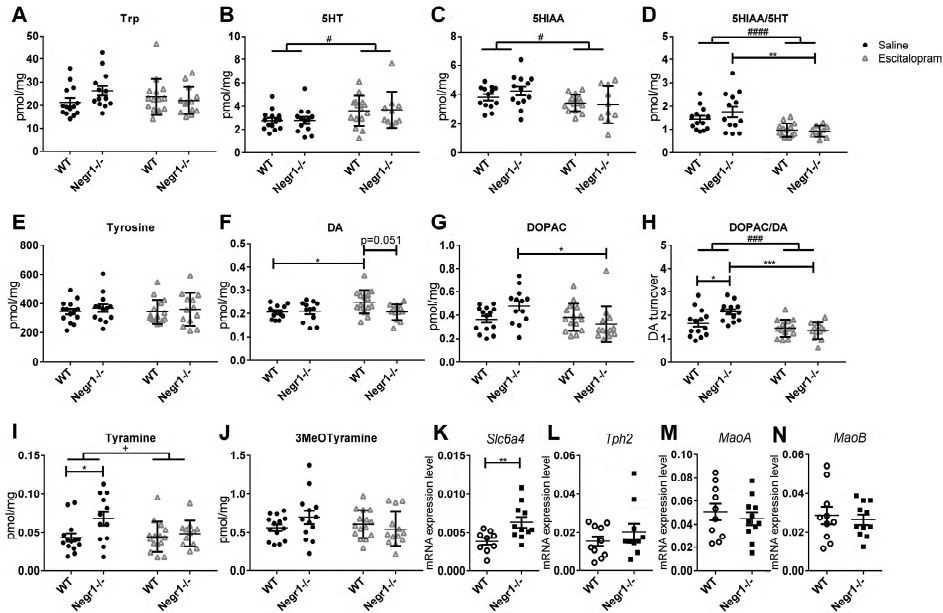 A
Trp
pmol/mg
50
40
30
20
10
0
WT
Negr1-/-
WT
Negr1-/-
B
5HT
#
pmol/mg
10
8
6
4
2
0
WT
Negr1-/-
WT
Negr1-/-
C
5HIAA
#
pmol/mg
8
6
4
2
0
WT
Negr1-/-
WT
Negr1-/-
D
5HIAA/5HT
####
**
pmol/mg
5
4
3
2
1
0
WT
Negr1-/-
WT
Negr1-/-
Saline
Escitalopram
E
Tyrosine
pmol/mg
800
600
400
200
0
WT
Negr1-/-
WT
Negr1-/-
F
DA
p=0.051
*
pmol/mg
0.5
0.4
0.3
0.2
0.1
0.0
WT
Negr1-/-
WT
Negr1-/-
G
DOPAC
*
pmol/mg
1.0
0.8
0.6
0.4
0.2
0.0
WT
Negr1-/-
WT
Negr1-/-
H
DOPAC/DA
###
***
*
DA turnover
5
4
3
2
1
0
WT
Negr1-/-
WT
Negr1-/-
I
Tyramine
+
*
pmol/mg
0.15
0.10
0.05
0.00
WT
Negr1-/-
WT
Negr1-/-
J
3MeOTyramine
pmol/mg
1.5
1.0
0.5
0.0
WT
Negr1-/-
WT
Negr1-/-
K
Slc6a4
**
mRNA expression level
0.015
0.010
0.005
0.000
WT
Negr1-/-
L
Tph2
mRNA expression level
0.06
0.04
0.02
0.00
WT
Negr1-/-
M
MaoA
mRNA expression level
0.10
0.08
0.06
0.04
0.02
0.00
WT
Negr1-/-
N
MaoB
mRNA expression level
0.06
0.04
0.02
0.00
WT
Negr1-/-